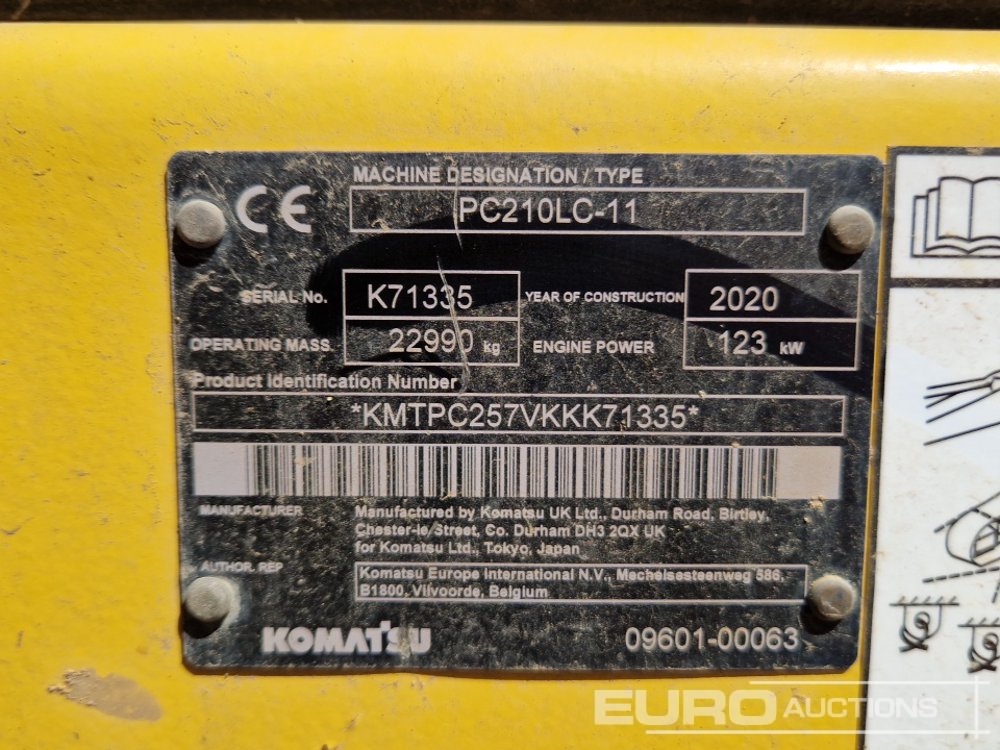 CE
MACHINE DESIGNATION / TYPE
PC210LC-11
SERIAL No. K71335 YEAR OF CONSTRUCTION 2020
OPERATING MASS 22990 kg ENGINE POWER 123 kW
Product Identification Number
*KMTPC257VKKK71335*
MANUFACTURER Manufactured by Komatsu UK Ltd., Durham Road, Birtley,
Chester-le/Street, Co. Durham DH3 2QX UK
for Komatsu Ltd., Tokyo, Japan
AUTHOR. REP Komatsu Europe International N.V., Mechelsesteenweg 586,
B1800, Vilvoorde, Belgium
KOMATSU 09601-00063
EURO AUCTIONS